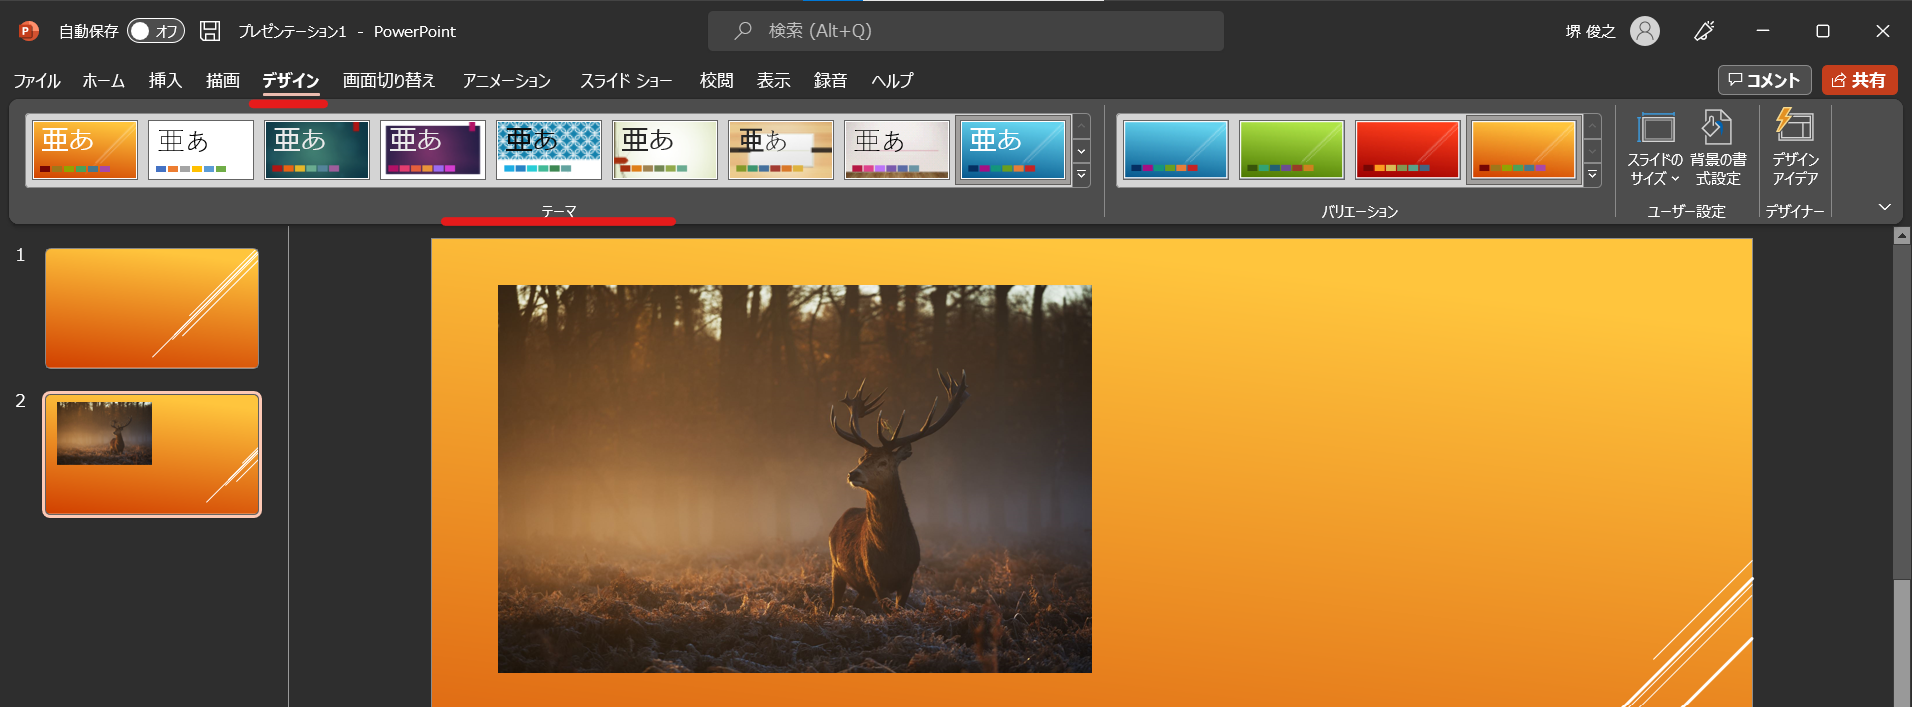 自動保存 オフ プレゼンテーション1 - PowerPoint 検索 (Alt+Q) 堺 俊之
ファイル ホーム 挿入 描画 デザイン 画面切り替え アニメーション スライド ショー 校閲 表示 録音 ヘルプ コメント 共有
亜あ 亜あ 亜あ 亜あ 亜あ 亜あ 亜あ 亜あ 亜あ
スライドの 背景の書 デザイン
サイズ 式設定 アイデア
テーマ バリエーション ユーザー設定 デザイナー
1
2